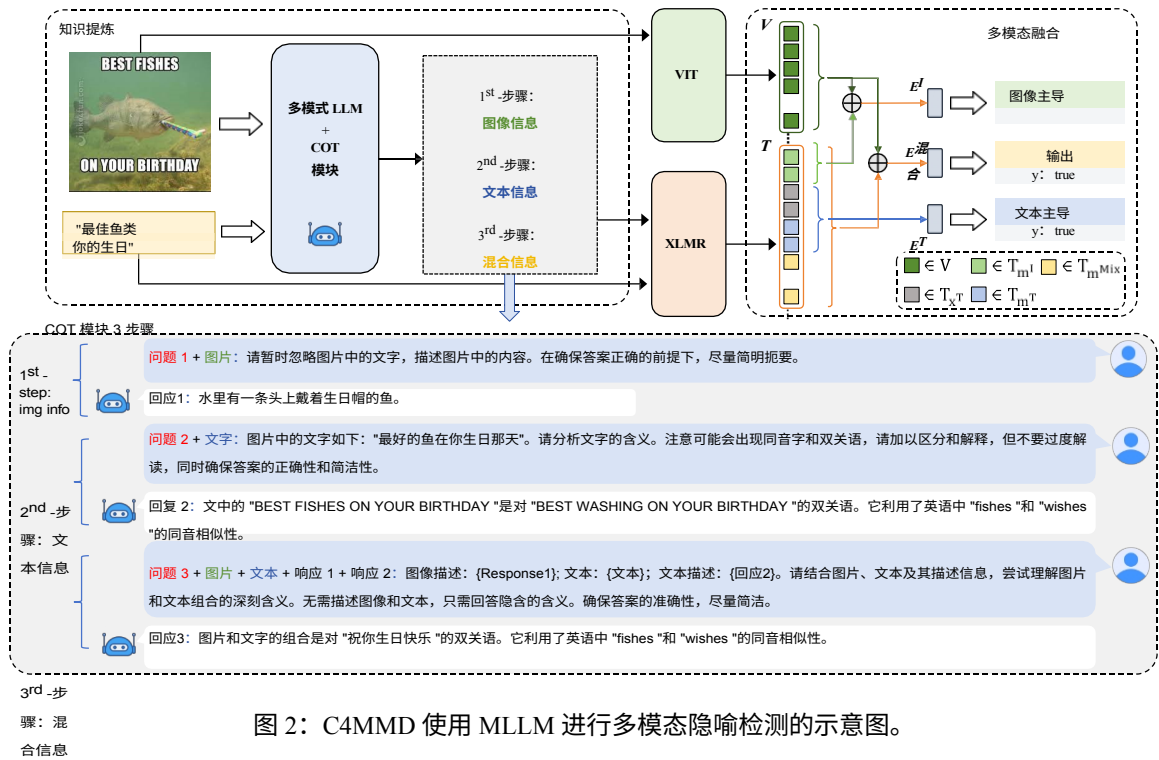 知识提炼
BEST FISHES
ON YOUR BIRTHDAY
"最佳鱼类
你的生日"
多模式 LLM
+
COT
模块
1st -步骤：
图像信息
2nd -步骤：
文本信息
3rd -步骤：
混合信息
VIT
XLMR
V
T
多模态融合
E^I
图像主导
E^混
合
输出
y： true
文本主导
y： true
E^T
∈ V
∈ T_m^I
∈ T_m^Mix
∈ T_x^T
∈ T_m^T
COT 模块 3 步骤
1st -
step:
img info
问题 1 + 图片：请暂时忽略图片中的文字，描述图片中的内容。在确保答案正确的前提下，尽量简明扼要。
回应1：水里有一条头上戴着生日帽的鱼。
2nd -步
骤：文
本信息
问题 2 + 文字：图片中的文字如下："最好的鱼在你生日那天"。请分析文字的含义。注意可能会出现同音字和双关语，请加以区分和解释，但不要过度解
读，同时确保答案的正确性和简洁性。
回复 2：文中的 "BEST FISHES ON YOUR BIRTHDAY "是对 "BEST WASHING ON YOUR BIRTHDAY "的双关语。它利用了英语中 "fishes "和 "wishes
"的同音相似性。
问题 3 + 图片 + 文本 + 响应 1 + 响应 2：图像描述：{Response1}; 文本：{文本}；文本描述：{回应2}。请结合图片、文本及其描述信息，尝试理解图片
和文本组合的深刻含义。无需描述图像和文本，只需回答隐含的含义。确保答案的准确性，尽量简洁。
回应3：图片和文字的组合是对 "祝你生日快乐 "的双关语。它利用了英语中 "fishes "和 "wishes "的同音相似性。
3rd -步
骤：混
合信息
图 2：C4MMD 使用 MLLM 进行多模态隐喻检测的示意图。